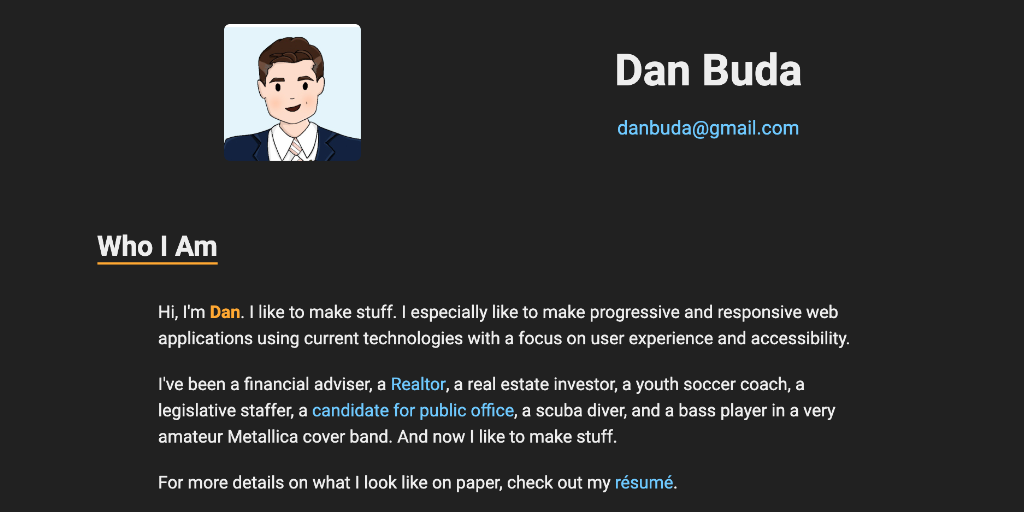 Dan Buda
danbuda@gmail.com
Who I Am
Hi, I'm Dan. I like to make stuff. I especially like to make progressive and responsive web
applications using current technologies with a focus on user experience and accessibility.
I've been a financial adviser, a Realtor, a real estate investor, a youth soccer coach, a
legislative staffer, a candidate for public office, a scuba diver, and a bass player in a very
amateur Metallica cover band. And now I like to make stuff.
For more details on what I look like on paper, check out my résumé.